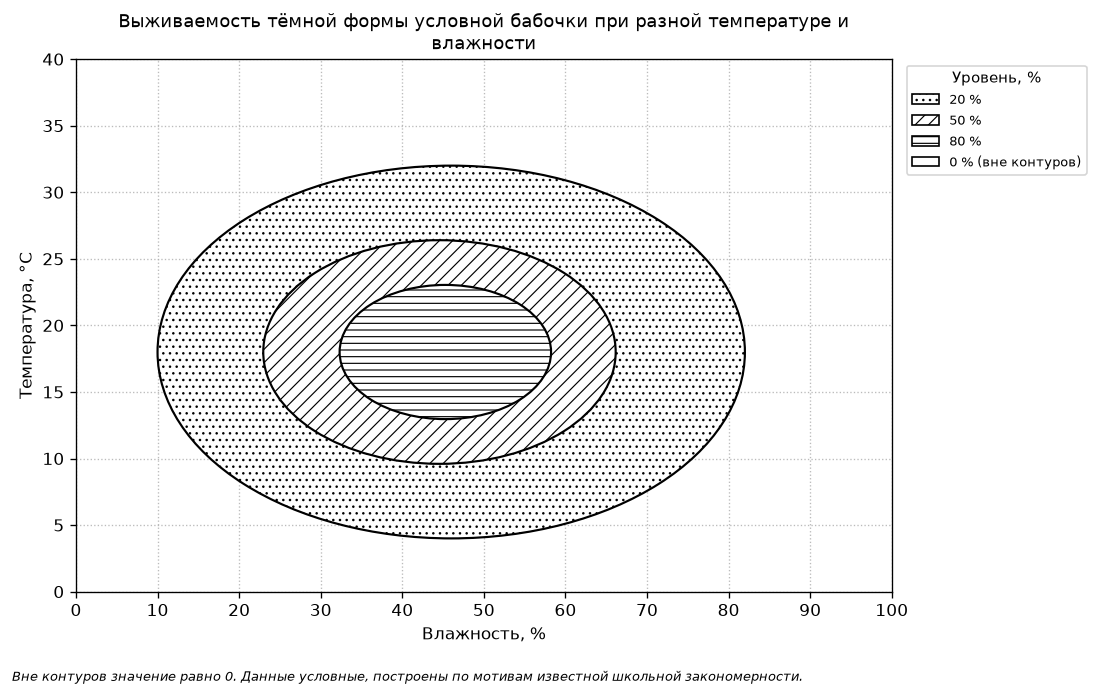 Выживаемость тёмной формы условной бабочки при разной температуре и
влажности
Температура, °C
40
35
30
25
20
15
10
5
0
0 10 20 30 40 50 60 70 80 90 100
Влажность, %
Уровень, %
20 %
50 %
80 %
0 % (вне контуров)
Вне контуров значение равно 0. Данные условные, построены по мотивам известной школьной закономерности.